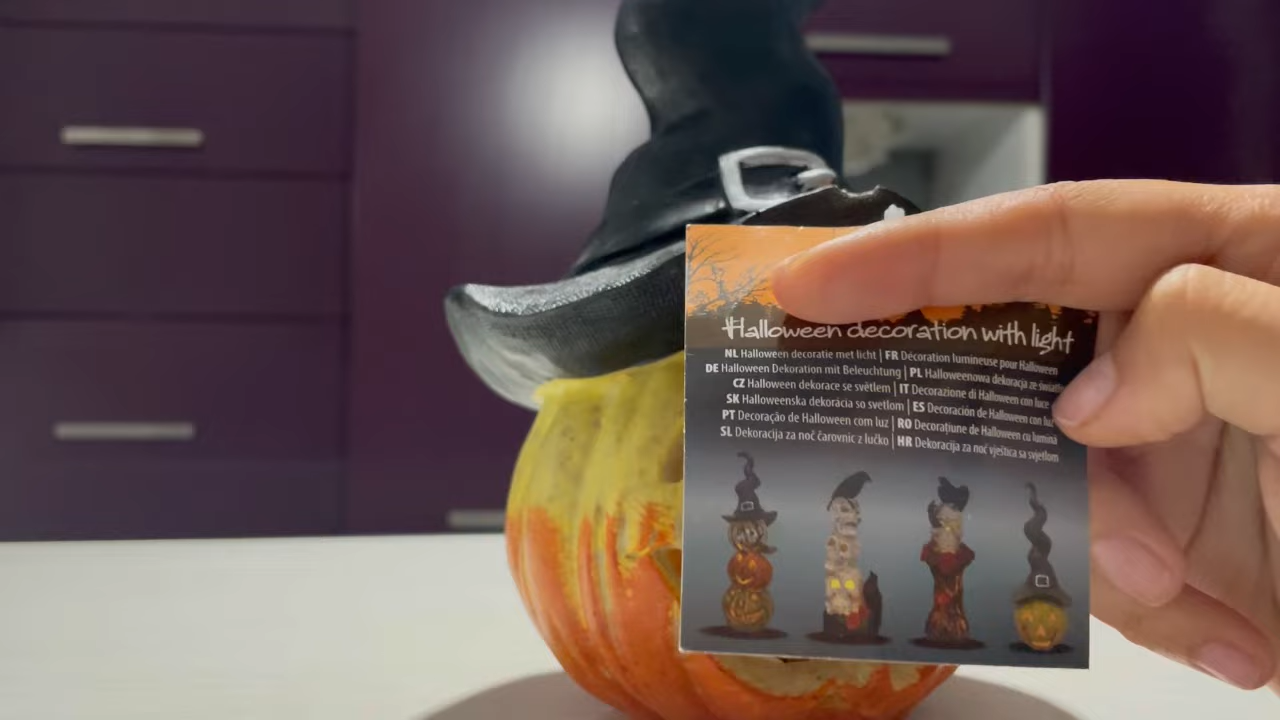 Halloween decoration with light
NL Halloween decoratie met licht | FR Décoration lumineuse pour Halloween
DE Halloween Dekoration mit Beleuchtung | PL Halloweenowa dekoracja ze
CZ Halloween dekorace se světlem | IT Decorazione di Halloween con luce
SK Halloweenska dekorácia so svetlom | ES Decoración de Halloween con
PT Decoração de Halloween com luz | RO Decorațiune de Halloween cu lumină
SL Dekoracija za noč čarovnic z lučko | HR Dekoracija za noć vještica sa svjetlom